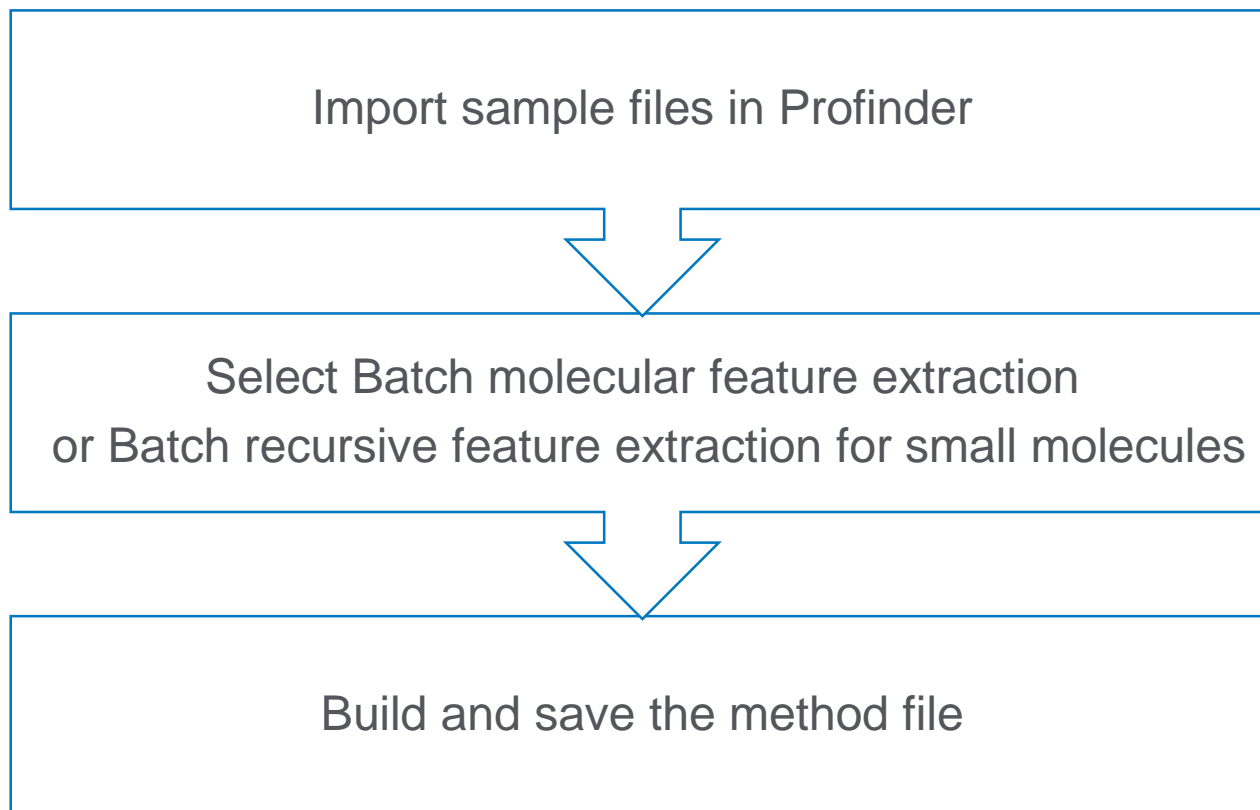 Import sample files in Profinder
Select Batch molecular feature extraction
or Batch recursive feature extraction for small molecules
Build and save the method file